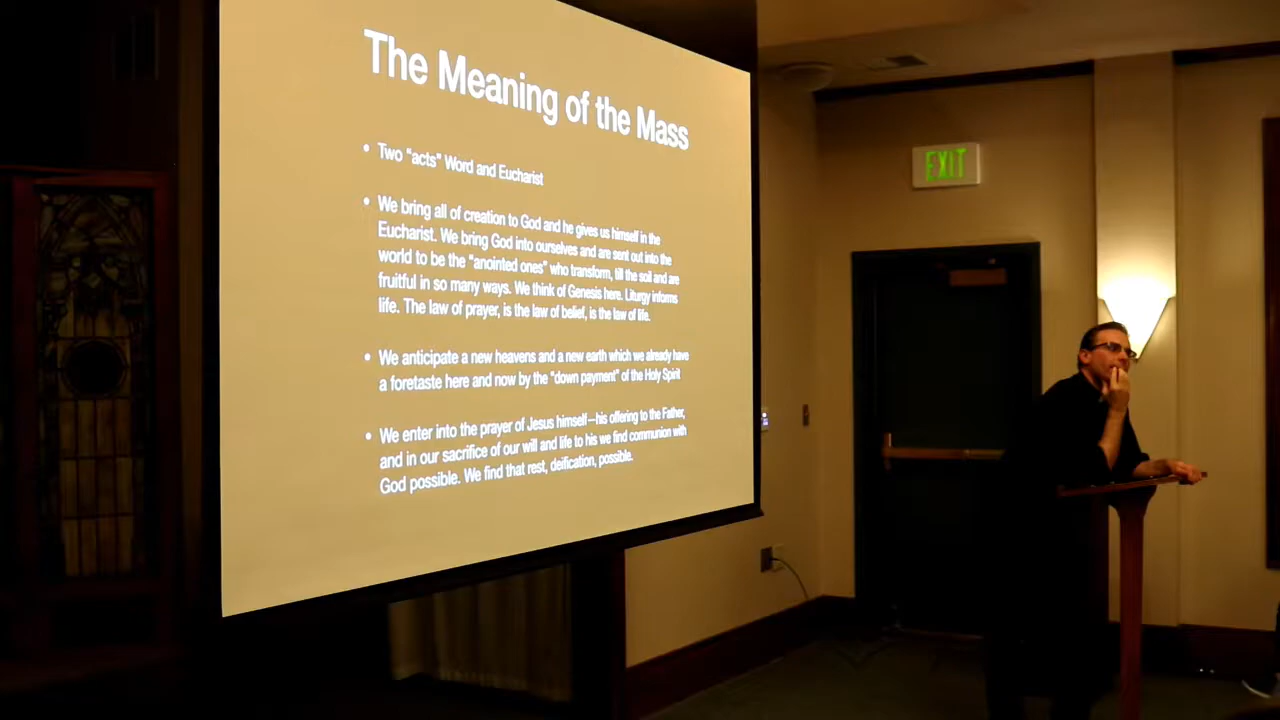 The Meaning of the Mass
• Two "acts" Word and Eucharist
• We bring all of creation to God and he gives us himself in the
Eucharist. We bring God into ourselves and are sent out into the
world to be the "anointed ones" who transform, till the soil and are
fruitful in so many ways. We think of Genesis here. Liturgy informs
life. The law of prayer, is the law of belief, is the law of life.
• We anticipate a new heavens and a new earth which we already have
a foretaste here and now by the "down payment" of the Holy Spirit
• We enter into the prayer of Jesus himself—his offering to the Father,
and in our sacrifice of our will and life to his we find communion with
God possible. We find that rest, deification, possible.
EXIT